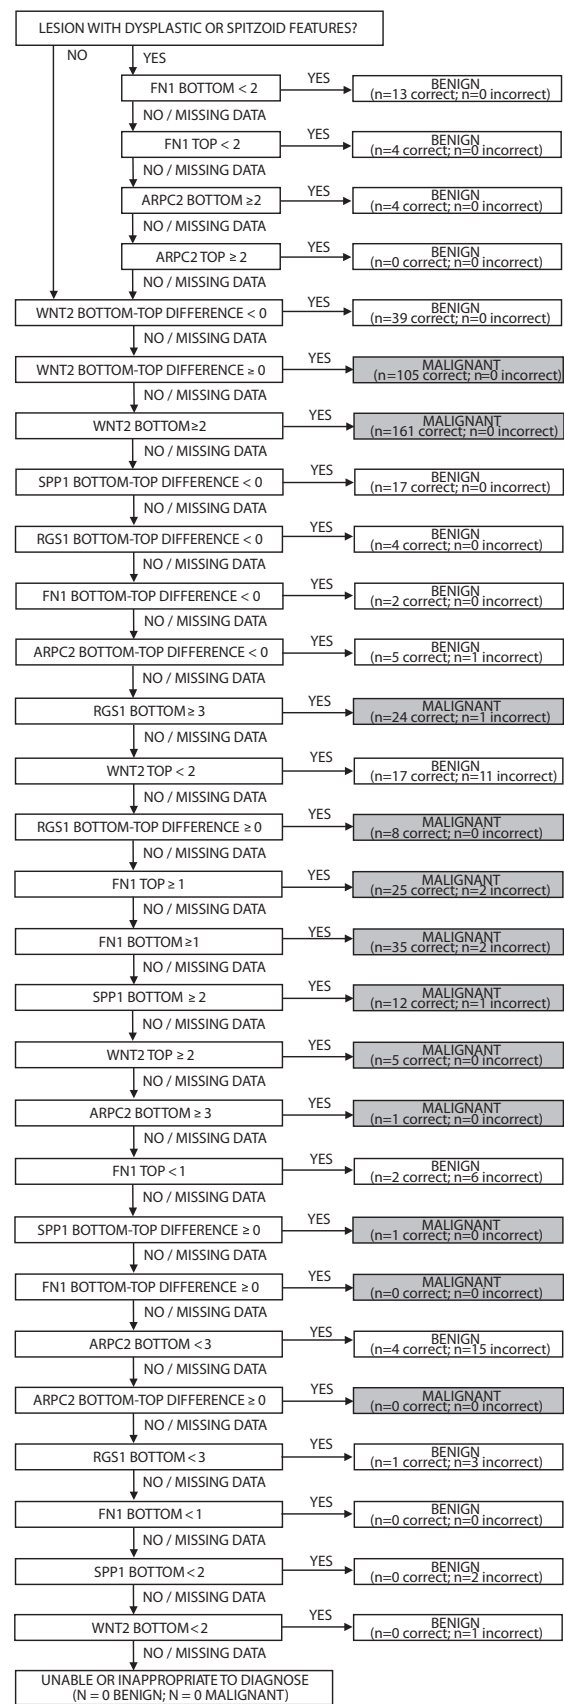 LESION WITH DYSPLASTIC OR SPITZOID FEATURES?
NO
YES
FN1 BOTTOM < 2
YES
BENIGN
(n=13 correct; n=0 incorrect)
NO / MISSING DATA
FN1 TOP < 2
YES
BENIGN
(n=4 correct; n=0 incorrect)
NO / MISSING DATA
ARPC2 BOTTOM ≥2
YES
BENIGN
(n=4 correct; n=0 incorrect)
NO / MISSING DATA
ARPC2 TOP ≥ 2
YES
BENIGN
(n=0 correct; n=0 incorrect)
NO / MISSING DATA
WNT2 BOTTOM-TOP DIFFERENCE < 0
YES
BENIGN
(n=39 correct; n=0 incorrect)
NO / MISSING DATA
WNT2 BOTTOM-TOP DIFFERENCE ≥ 0
YES
MALIGNANT
(n=105 correct; n=0 incorrect)
NO / MISSING DATA
WNT2 BOTTOM≥2
YES
MALIGNANT
(n=161 correct; n=0 incorrect)
NO / MISSING DATA
SPP1 BOTTOM-TOP DIFFERENCE < 0
YES
BENIGN
(n=17 correct; n=0 incorrect)
NO / MISSING DATA
RGS1 BOTTOM-TOP DIFFERENCE < 0
YES
BENIGN
(n=4 correct; n=0 incorrect)
NO / MISSING DATA
FN1 BOTTOM-TOP DIFFERENCE < 0
YES
BENIGN
(n=2 correct; n=0 incorrect)
NO / MISSING DATA
ARPC2 BOTTOM-TOP DIFFERENCE < 0
YES
BENIGN
(n=5 correct; n=1 incorrect)
NO / MISSING DATA
RGS1 BOTTOM ≥ 3
YES
MALIGNANT
(n=24 correct; n=1 incorrect)
NO / MISSING DATA
WNT2 TOP < 2
YES
BENIGN
(n=17 correct; n=11 incorrect)
NO / MISSING DATA
RGS1 BOTTOM-TOP DIFFERENCE ≥ 0
YES
MALIGNANT
(n=8 correct; n=0 incorrect)
NO / MISSING DATA
FN1 TOP ≥ 1
YES
MALIGNANT
(n=25 correct; n=2 incorrect)
NO / MISSING DATA
FN1 BOTTOM ≥1
YES
MALIGNANT
(n=35 correct; n=2 incorrect)
NO / MISSING DATA
SPP1 BOTTOM ≥ 2
YES
MALIGNANT
(n=12 correct; n=1 incorrect)
NO / MISSING DATA
WNT2 TOP ≥ 2
YES
MALIGNANT
(n=5 correct; n=0 incorrect)
NO / MISSING DATA
ARPC2 BOTTOM ≥ 3
YES
MALIGNANT
(n=1 correct; n=0 incorrect)
NO / MISSING DATA
FN1 TOP < 1
YES
BENIGN
(n=2 correct; n=6 incorrect)
NO / MISSING DATA
SPP1 BOTTOM-TOP DIFFERENCE ≥ 0
YES
MALIGNANT
(n=1 correct; n=0 incorrect)
NO / MISSING DATA
FN1 BOTTOM-TOP DIFFERENCE ≥ 0
YES
MALIGNANT
(n=0 correct; n=0 incorrect)
NO / MISSING DATA
ARPC2 BOTTOM <3
YES
BENIGN
(n=4 correct; n=15 incorrect)
NO / MISSING DATA
ARPC2 BOTTOM-TOP DIFFERENCE ≥ 0
YES
MALIGNANT
(n=0 correct; n=0 incorrect)
NO / MISSING DATA
RGS1 BOTTOM <3
YES
BENIGN
(n=1 correct; n=3 incorrect)
NO / MISSING DATA
FN1 BOTTOM <1
YES
BENIGN
(n=0 correct; n=0 incorrect)
NO / MISSING DATA
SPP1 BOTTOM <2
YES
BENIGN
(n=0 correct; n=2 incorrect)
NO / MISSING DATA
WNT2 BOTTOM<2
YES
BENIGN
(n=0 correct; n=1 incorrect)
NO / MISSING DATA
UNABLE OR INAPPROPRIATE TO DIAGNOSE
(N = 0 BENIGN; N = 0 MALIGNANT)